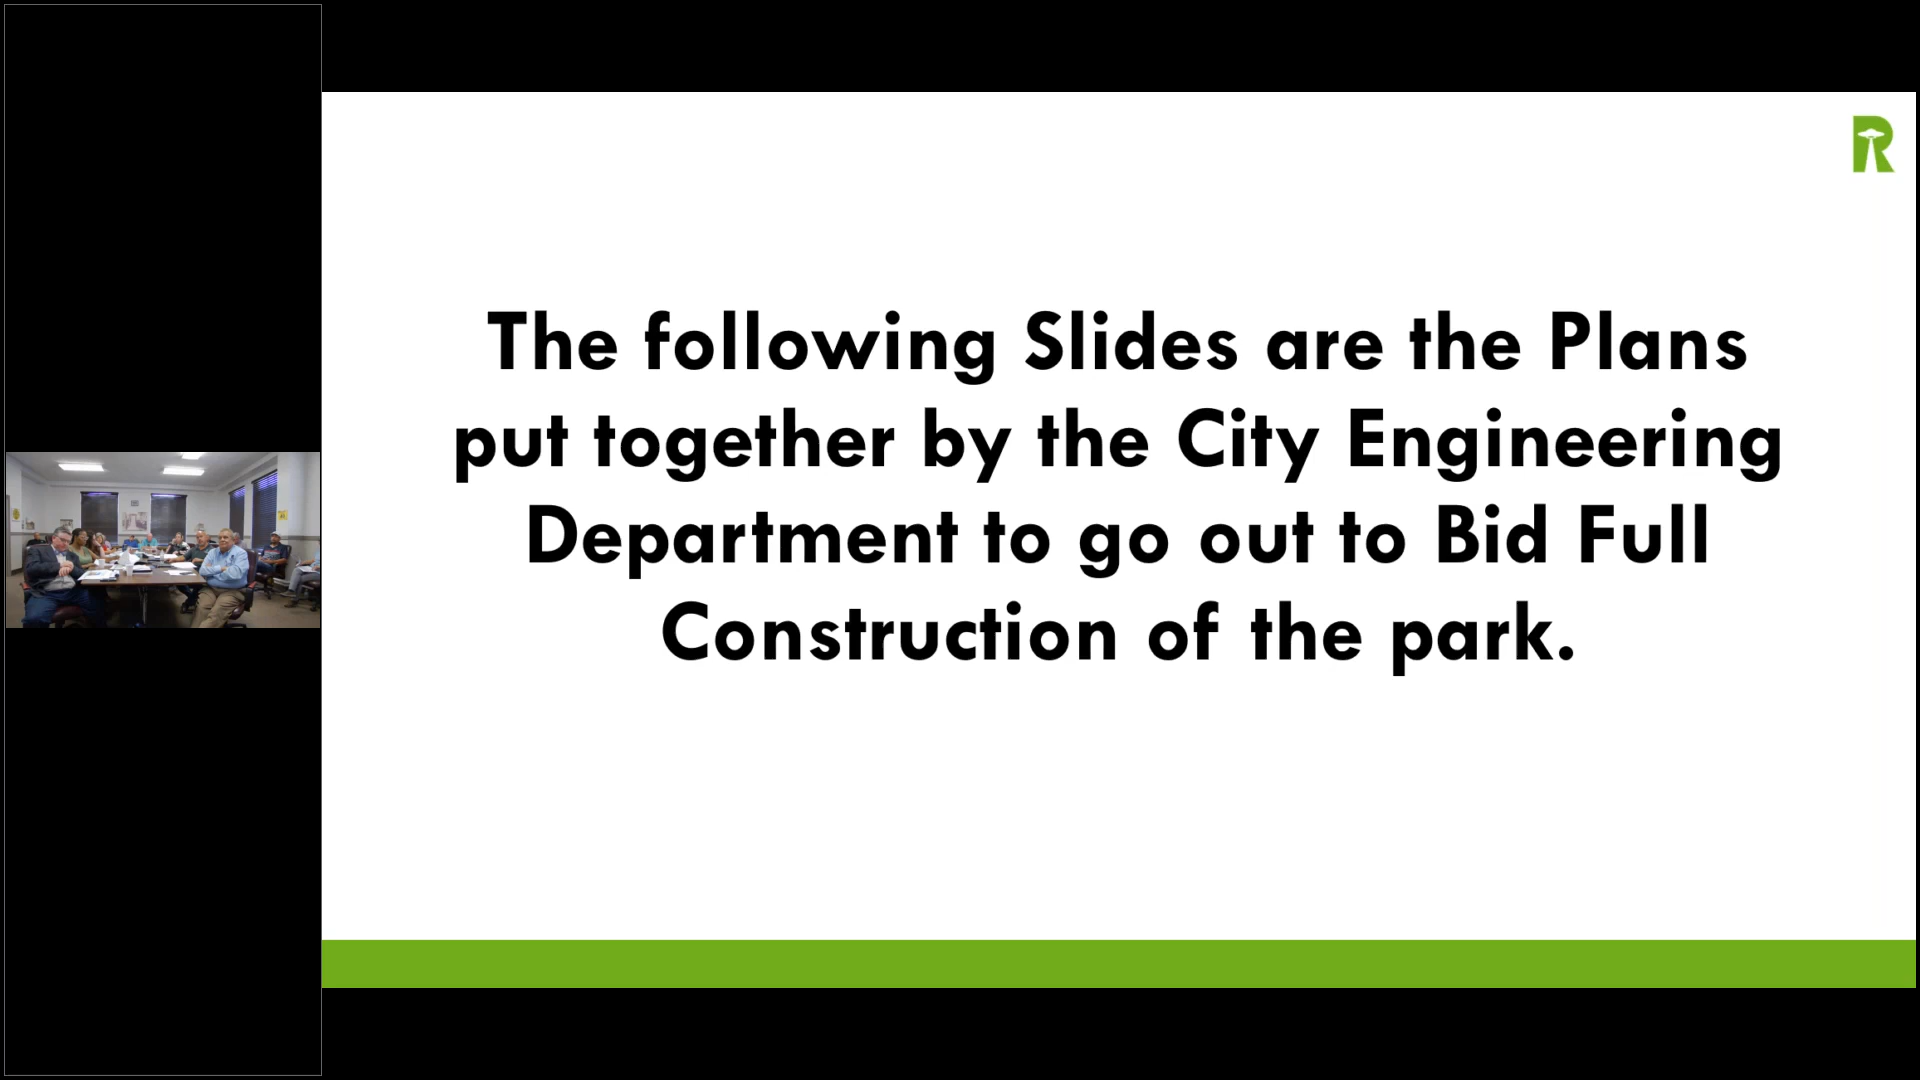 R
The following Slides are the Plans
put together by the City Engineering
Department to go out to Bid Full
Construction of the park.